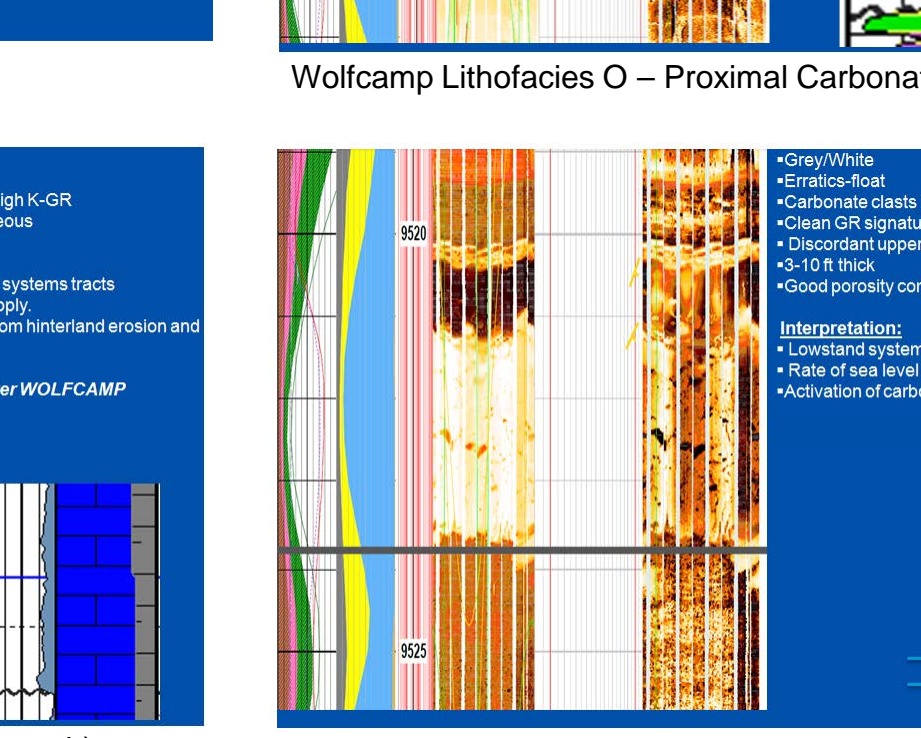 Wolfcamp Lithofacies O – Proximal Carbona
igh K-GR
eous
systems tracts
pply.
om hinterland erosion and
er WOLFCAMP
9520
9525
▪Grey/White
▪Erratics-float
▪Carbonate clasts
▪Clean GR signatu
▪ Discordant upper
▪3-10 ft thick
▪Good porosity cor
Interpretation:
▪ Lowstand system
▪ Rate of sea level
▪Activation of carbo